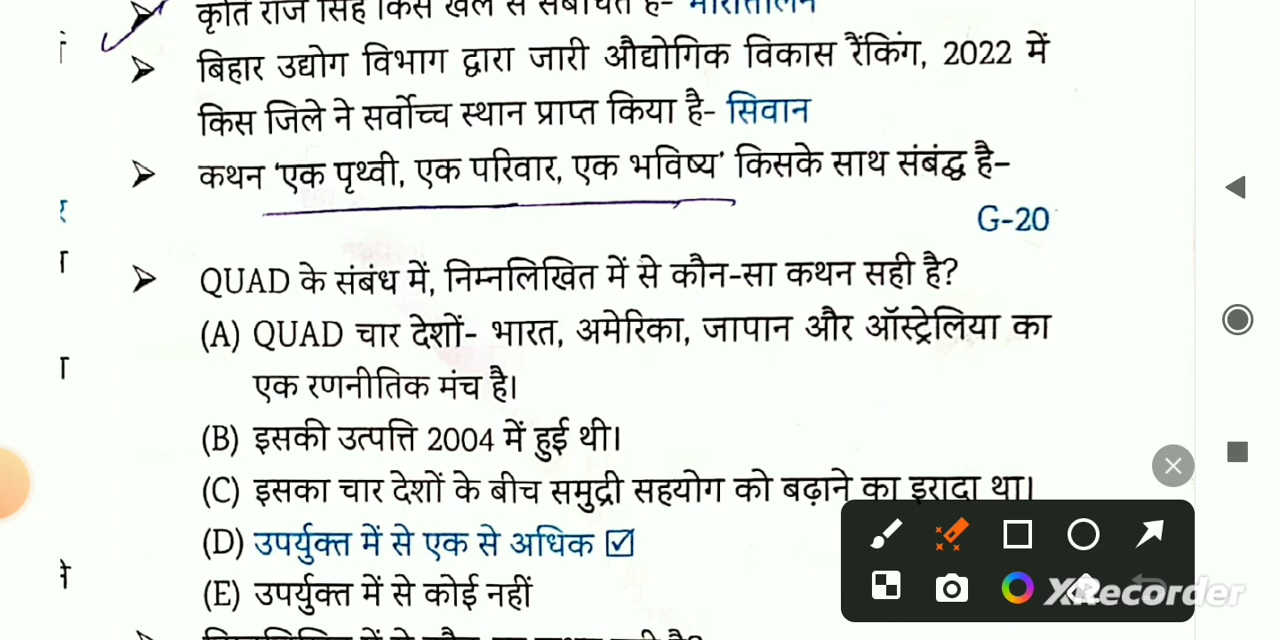 ➢ कृति राज सिंह किस खेल से संबंधित है-
➢ बिहार उद्योग विभाग द्वारा जारी औद्योगिक विकास रैंकिंग, 2022 में
किस जिले ने सर्वोच्च स्थान प्राप्त किया है- सिवान
➢ कथन 'एक पृथ्वी, एक परिवार, एक भविष्य' किसके साथ संबंद्ध है-
G-20
➢ QUAD के संबंध में, निम्नलिखित में से कौन-सा कथन सही है?
(A) QUAD चार देशों- भारत, अमेरिका, जापान और ऑस्ट्रेलिया का
एक रणनीतिक मंच है।
(B) इसकी उत्पत्ति 2004 में हुई थी।
(C) इसका चार देशों के बीच समुद्री सहयोग को बढ़ाने का इरादा था।
(D) उपर्युक्त में से एक से अधिक ☑
(E) उपर्युक्त में से कोई नहीं
XRecorder